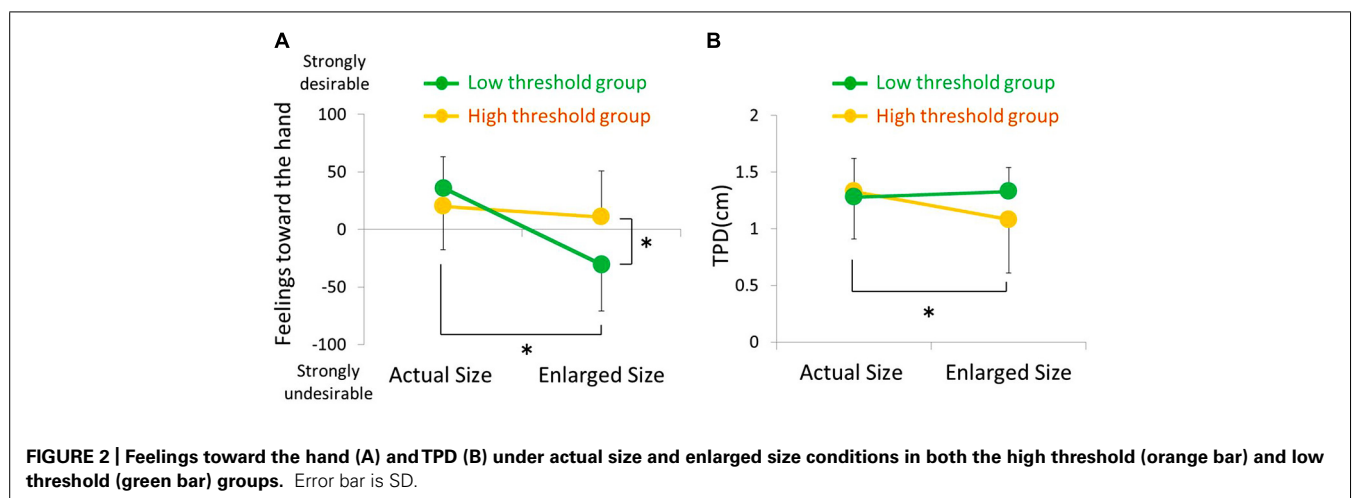 A
Strongly
desirable
Low threshold group
High threshold group
Feelings toward the hand
100
50
0
-50
-100
*
*
Strongly
undesirable
Actual Size
Enlarged Size
B
Low threshold group
High threshold group
TPD(cm)
2
1.5
1
0.5
0
*
Actual Size
Enlarged Size
FIGURE 2 | Feelings toward the hand (A) and TPD (B) under actual size and enlarged size conditions in both the high threshold (orange bar) and low
threshold (green bar) groups. Error bar is SD.